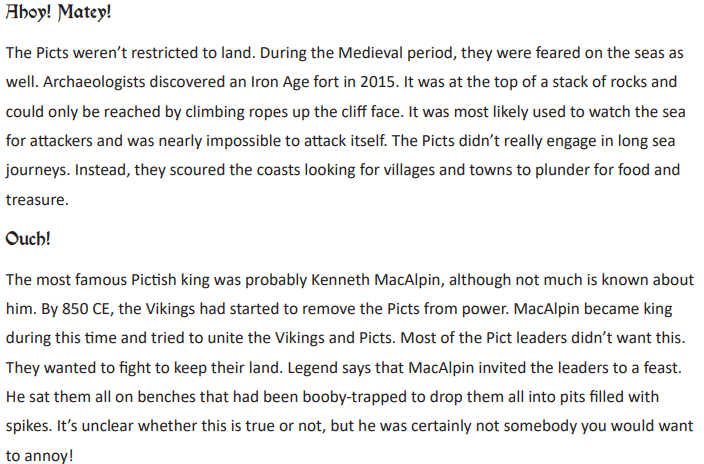 Ahoy! Matey!
The Picts weren’t restricted to land. During the Medieval period, they were feared on the seas as
well. Archaeologists discovered an Iron Age fort in 2015. It was at the top of a stack of rocks and
could only be reached by climbing ropes up the cliff face. It was most likely used to watch the sea
for attackers and was nearly impossible to attack itself. The Picts didn’t really engage in long sea
journeys. Instead, they scoured the coasts looking for villages and towns to plunder for food and
treasure.
Ouch!
The most famous Pictish king was probably Kenneth MacAlpin, although not much is known about
him. By 850 CE, the Vikings had started to remove the Picts from power. MacAlpin became king
during this time and tried to unite the Vikings and Picts. Most of the Pict leaders didn’t want this.
They wanted to fight to keep their land. Legend says that MacAlpin invited the leaders to a feast.
He sat them all on benches that had been booby-trapped to drop them all into pits filled with
spikes. It’s unclear whether this is true or not, but he was certainly not somebody you would want
to annoy!